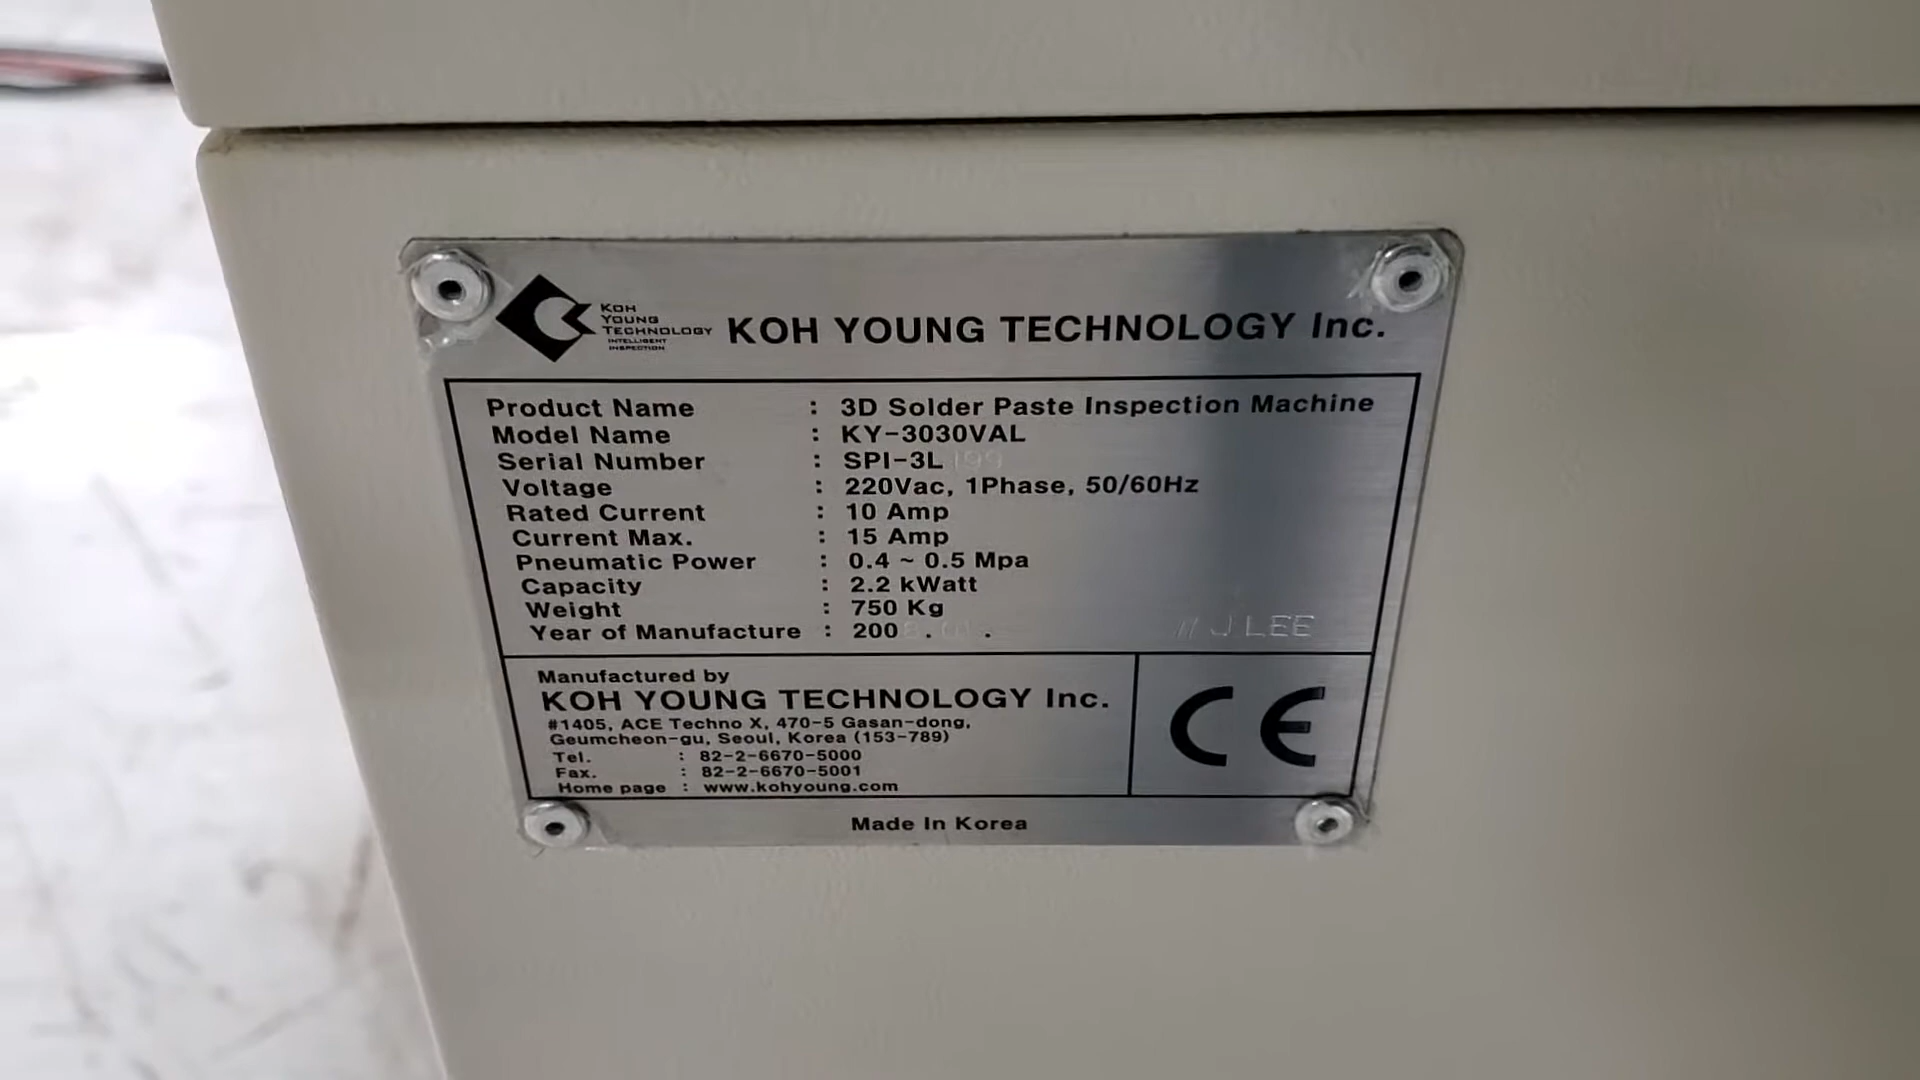 KOH
YOUNG
TECHNOLOGY
INTELLIGENT
INSPECTION
KOH YOUNG TECHNOLOGY Inc.
Product Name : 3D Solder Paste Inspection Machine
Model Name : KY-3030VAL
Serial Number : SPI-3L 199
Voltage : 220Vac, 1Phase, 50/60Hz
Rated Current : 10 Amp
Current Max. : 15 Amp
Pneumatic Power : 0.4 ~ 0.5 Mpa
Capacity : 2.2 kWatt
Weight : 750 Kg
Year of Manufacture : 200
J LEE
Manufactured by
KOH YOUNG TECHNOLOGY Inc.
#1405, ACE Techno X, 470-5 Gasan-dong,
Geumcheon-gu, Seoul, Korea (153-789)
Tel. : 82-2-6670-5000
Fax. : 82-2-6670-5001
Home page : www.kohyoung.com
CE
Made In Korea